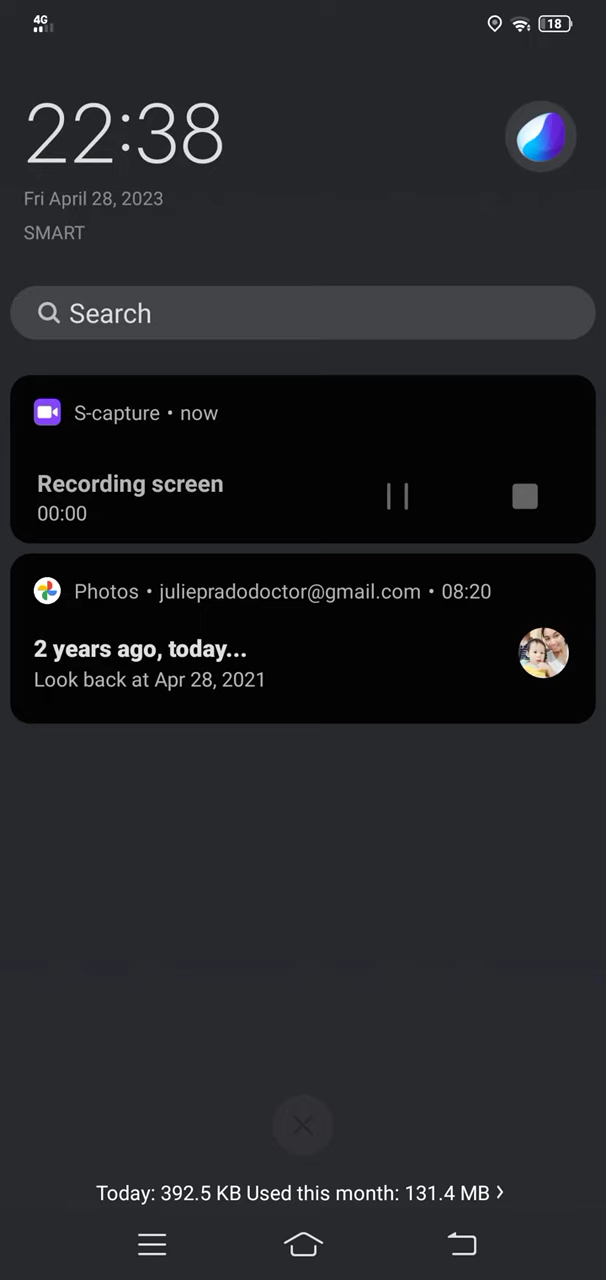 4G
18
22:38
Fri April 28, 2023
SMART
Search
S-capture • now
Recording screen
00:00
Photos • juliepradodoctor@gmail.com • 08:20
2 years ago, today...
Look back at Apr 28, 2021
Today: 392.5 KB Used this month: 131.4 MB